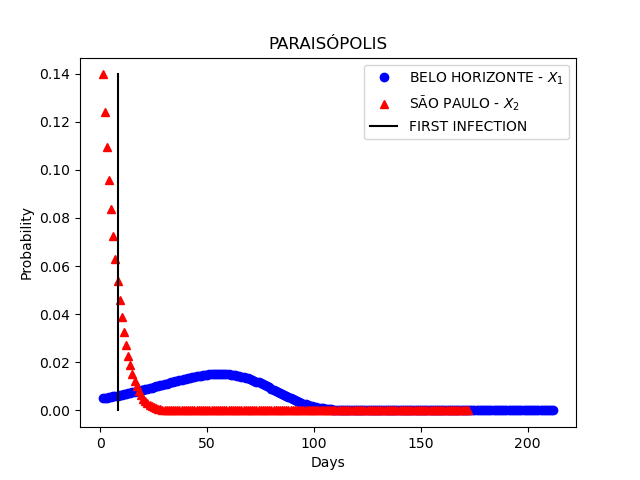 PARAISÓPOLIS
BELO HORIZONTE - X₁
SÃO PAULO - X₂
FIRST INFECTION
Probability
0.14
0.12
0.10
0.08
0.06
0.04
0.02
0.00
0
50
100
150
200
Days